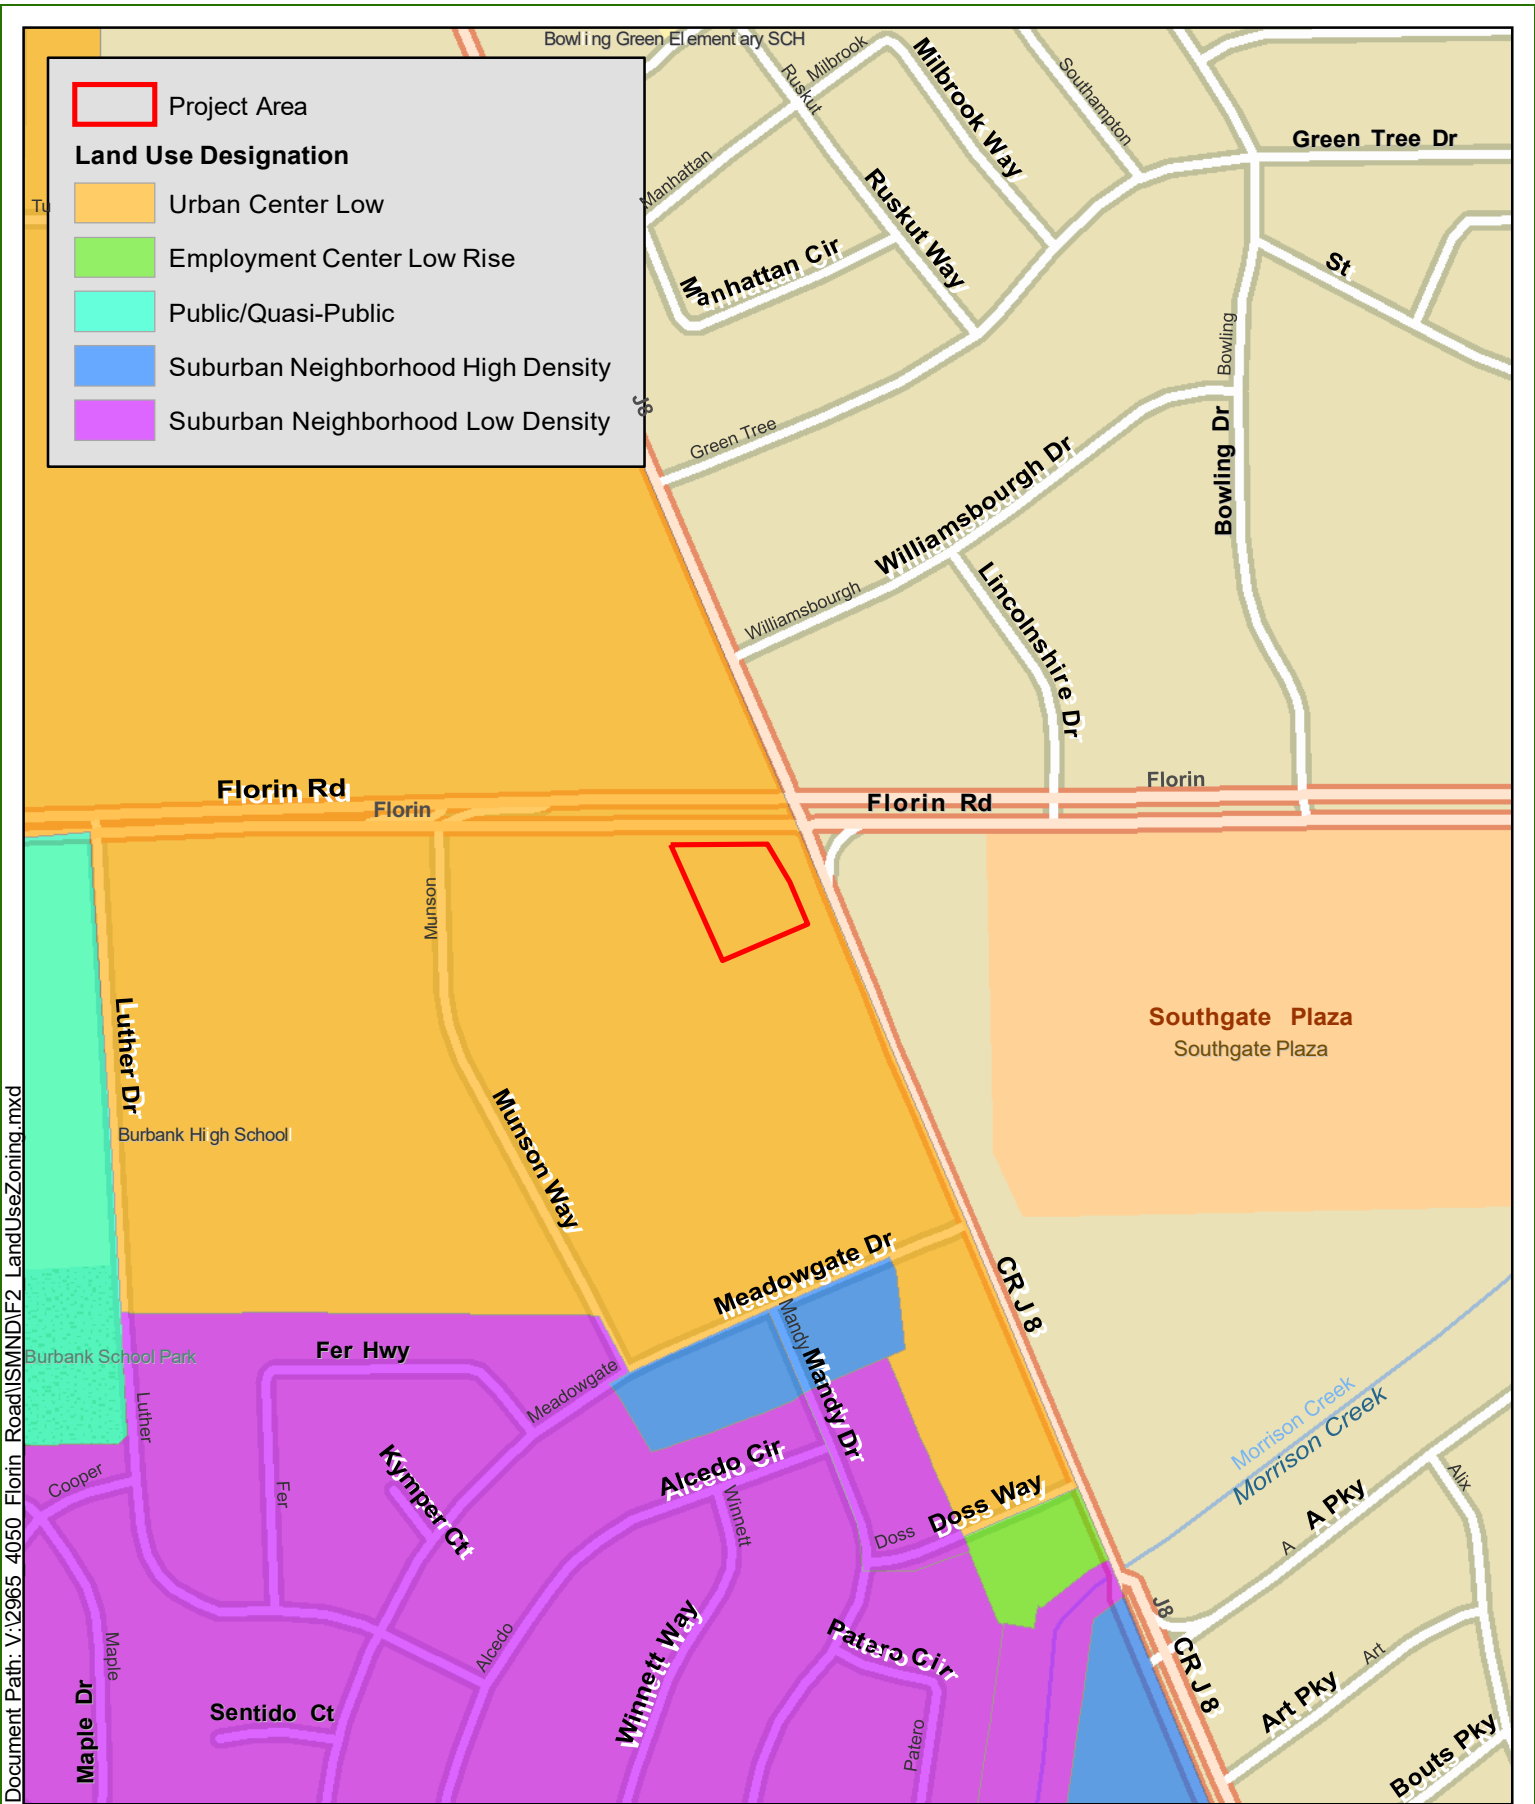 Bowling Green Elementary SCH
Project Area
Land Use Designation
Urban Center Low
Employment Center Low Rise
Public/Quasi-Public
Suburban Neighborhood High Density
Suburban Neighborhood Low Density
Tu
Milbrook
Ruskut
Milbrook Way
Southampton
Green Tree Dr
Manhattan
Ruskut Way
Manhattan Cir
St
Bowling
J8
Green Tree
Williamsbourgh Dr
Bowling Dr
Lincolnshire Dr
Williamsbourgh
Florin Rd
Florin
Florin Rd
Florin
Munson
Luther Dr
Southgate Plaza
Southgate Plaza
Burbank High School
Munson Way
Meadowgate Dr
CR J 8
Mandy
Burbank School Park
Fer Hwy
Meadowgate
Mandy Dr
Luther
Morrison Creek
Morrison Creek
Cooper
Fer
Kymper Ct
Alcedo Cir
Winnett
Doss
Doss Way
A Pky
A
Alix
J8
Maple
Alcedo
Winnett Way
Patero Cir
CR J 8
Art
Art Pky
Maple Dr
Sentido Ct
Patero
Bouts Pky
Document Path: V:\2965_4050_Florin_Road\ISMND\F2_LandUseZoning.mxd